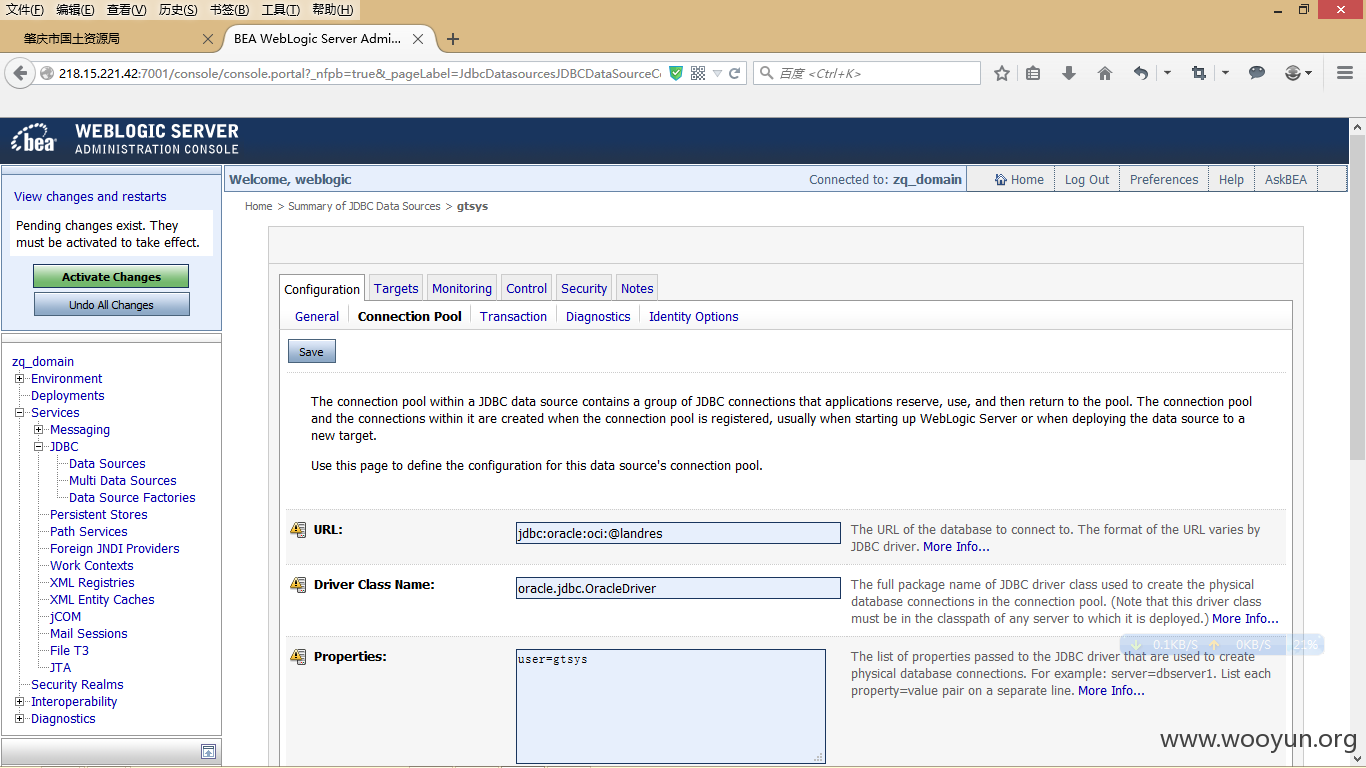 文件(F) 编辑(E) 查看(V) 历史(S) 书签(B) 工具(T) 帮助(H)
肇庆市国土资源局
BEA WebLogic Server Admi...
218.15.221.42:7001/console/console.portal?_nfpb=true&_pageLabel=JdbcDatasourcesJDBCDataSourceCo
百度 <Ctrl+K>
bea
WEBLOGIC SERVER
ADMINISTRATION CONSOLE
View changes and restarts
Pending changes exist. They
must be activated to take effect.
Activate Changes
Undo All Changes
zq_domain
Environment
Deployments
Services
Messaging
JDBC
Data Sources
Multi Data Sources
Data Source Factories
Persistent Stores
Path Services
Foreign JNDI Providers
Work Contexts
XML Registries
XML Entity Caches
jCOM
Mail Sessions
File T3
JTA
Security Realms
Interoperability
Diagnostics
Welcome, weblogic
Connected to: zq_domain
Home
Log Out
Preferences
Help
AskBEA
Home > Summary of JDBC Data Sources > gtsys
Configuration Targets Monitoring Control Security Notes
General Connection Pool Transaction Diagnostics Identity Options
Save
The connection pool within a JDBC data source contains a group of JDBC connections that applications reserve, use, and then return to the pool. The connection pool
and the connections within it are created when the connection pool is registered, usually when starting up WebLogic Server or when deploying the data source to a
new target.
Use this page to define the configuration for this data source's connection pool.
URL:
jdbc:oracle:oci:@landres
The URL of the database to connect to. The format of the URL varies by
JDBC driver. More Info...
Driver Class Name:
oracle.jdbc.OracleDriver
The full package name of JDBC driver class used to create the physical
database connections in the connection pool. (Note that this driver class
must be in the classpath of any server to which it is deployed.) More Info...
0.1KB/S 0KB/S 21%
Properties:
user=gtsys
The list of properties passed to the JDBC driver that are used to create
physical database connections. For example: server=dbserver1. List each
property=value pair on a separate line. More Info...
www.wooyun.org